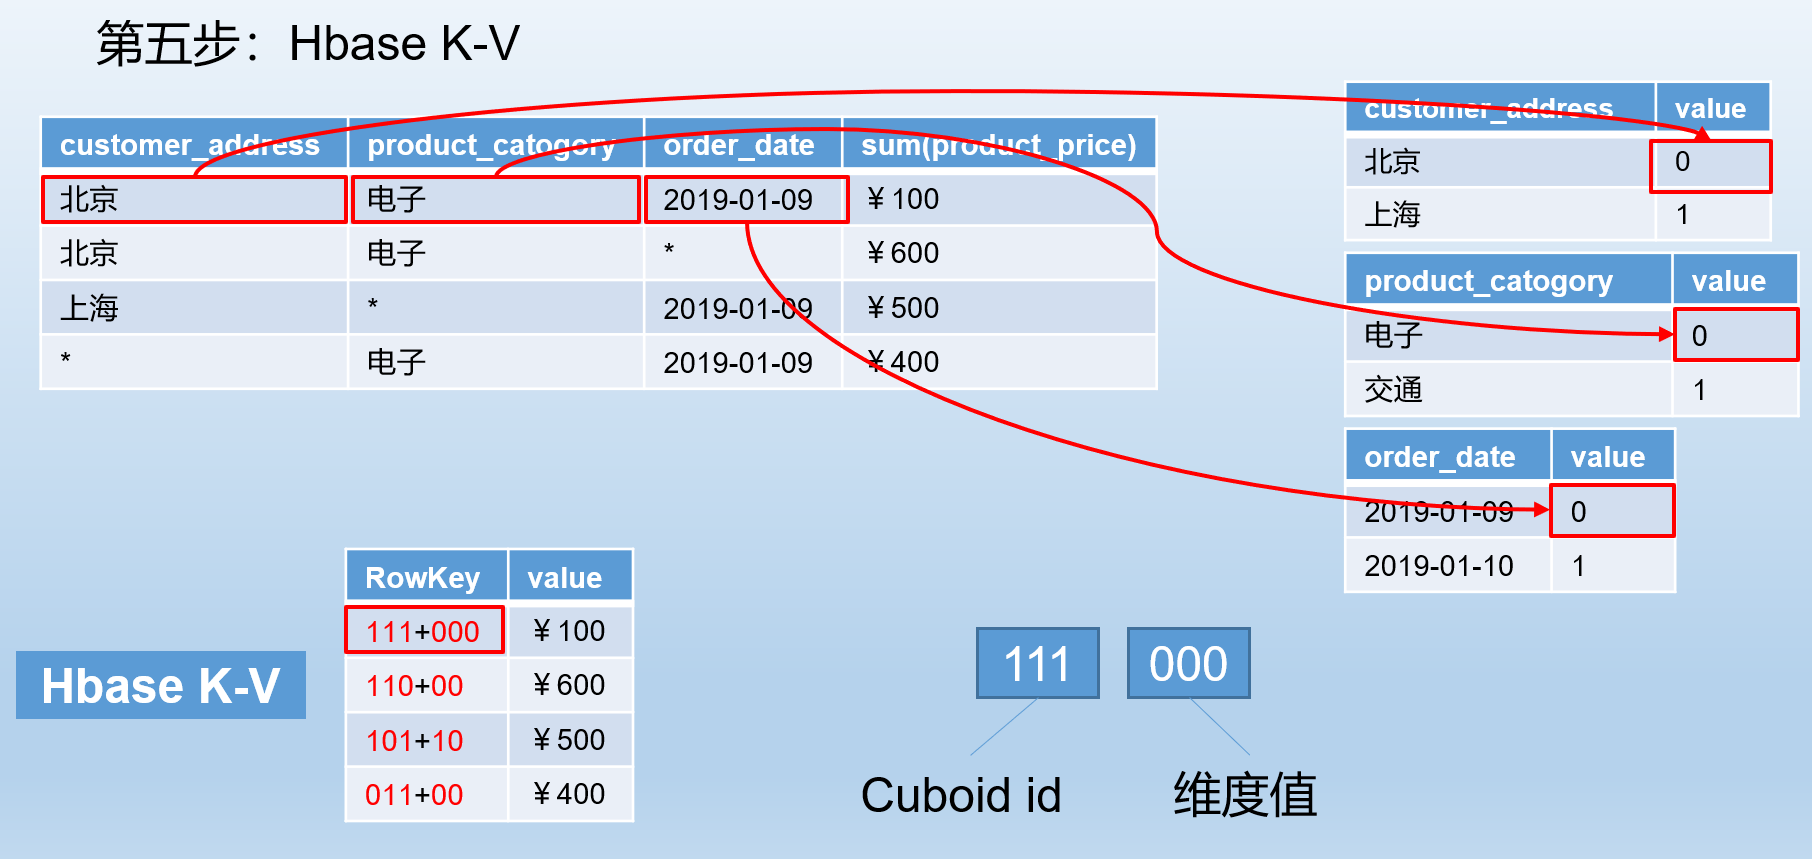 第五步：Hbase K-V
customer_address product_catogory order_date sum(product_price)
北京 电子 2019-01-09 ￥100
北京 电子 * ￥600
上海 * 2019-01-09 ￥500
* 电子 2019-01-09 ￥400
customer_address value
北京 0
上海 1
product_catogory value
电子 0
交通 1
order_date value
2019-01-09 0
2019-01-10 1
Hbase K-V
RowKey value
111+000 ￥100
110+00 ￥600
101+10 ￥500
011+00 ￥400
111 000
Cuboid id 维度值